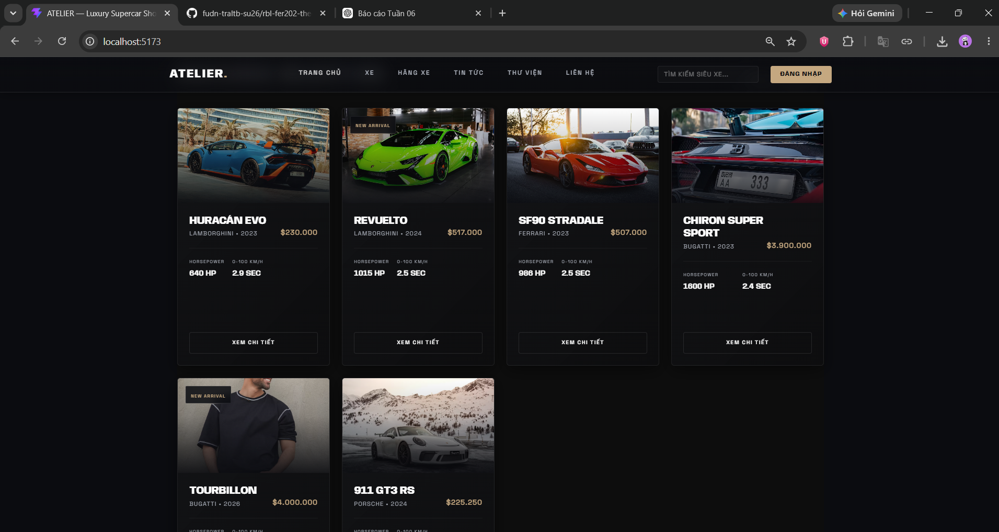 ATELIER — Luxury Supercar Sho
fudn-traltb-su26/rbl-fer202-the
Báo cáo Tuần 06
Hỏi Gemini
localhost:5173
ATELIER.
TRANG CHỦ
XE
HÃNG XE
TIN TỨC
THƯ VIỆN
LIÊN HỆ
TÌM KIẾM SIÊU XE...
ĐĂNG NHẬP
NEW ARRIVAL
DUBAI
AA 333
HURACÁN EVO
LAMBORGHINI • 2023
$230.000
HORSEPOWER
0-100 KM/H
640 HP
2.9 SEC
XEM CHI TIẾT
REVUELTO
LAMBORGHINI • 2024
$517.000
HORSEPOWER
0-100 KM/H
1015 HP
2.5 SEC
XEM CHI TIẾT
SF90 STRADALE
FERRARI • 2023
$507.000
HORSEPOWER
0-100 KM/H
986 HP
2.5 SEC
XEM CHI TIẾT
CHIRON SUPER
SPORT
BUGATTI • 2023
$3.900.000
HORSEPOWER
0-100 KM/H
1600 HP
2.4 SEC
XEM CHI TIẾT
NEW ARRIVAL
TOURBILLON
BUGATTI • 2026
$4.000.000
HORSEPOWER
0-100 KM/H
911 GT3 RS
PORSCHE • 2024
$225.250
HORSEPOWER
0-100 KM/H